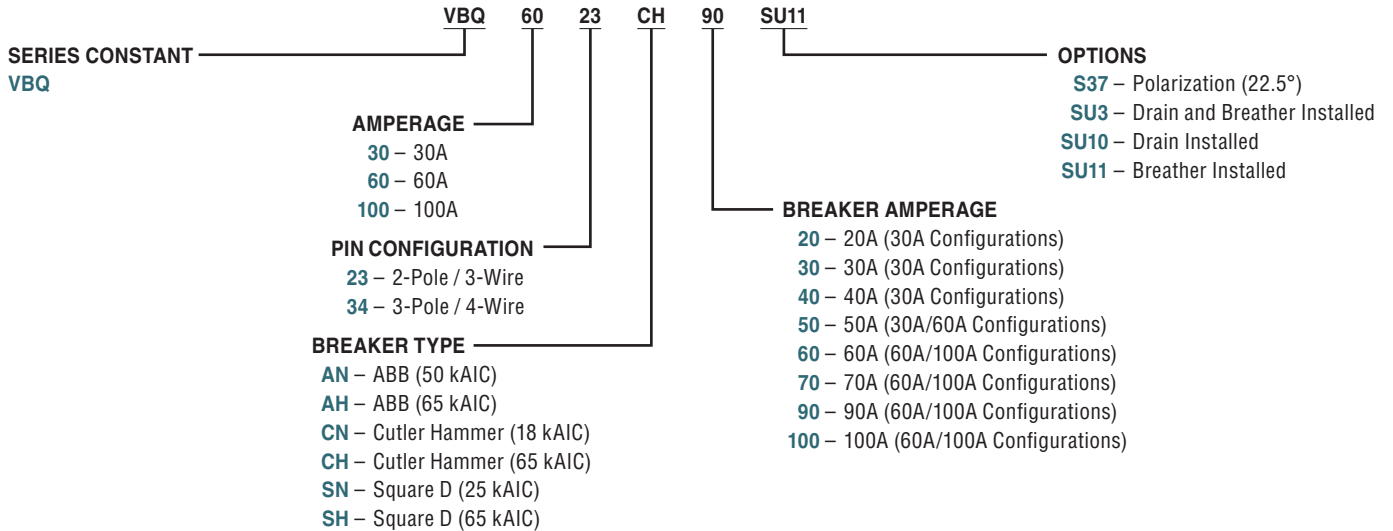 VBQ 60 23 CH 90 SU11
SERIES CONSTANT
VBQ
AMPERAGE
30 – 30A
60 – 60A
100 – 100A
PIN CONFIGURATION
23 – 2-Pole / 3-Wire
34 – 3-Pole / 4-Wire
BREAKER TYPE
AN – ABB (50 kAIC)
AH – ABB (65 kAIC)
CN – Cutler Hammer (18 kAIC)
CH – Cutler Hammer (65 kAIC)
SN – Square D (25 kAIC)
SH – Square D (65 kAIC)
BREAKER AMPERAGE
20 – 20A (30A Configurations)
30 – 30A (30A Configurations)
40 – 40A (30A Configurations)
50 – 50A (30A/60A Configurations)
60 – 60A (60A/100A Configurations)
70 – 70A (60A/100A Configurations)
90 – 90A (60A/100A Configurations)
100 – 100A (60A/100A Configurations)
OPTIONS
S37 – Polarization (22.5°)
SU3 – Drain and Breather Installed
SU10 – Drain Installed
SU11 – Breather Installed